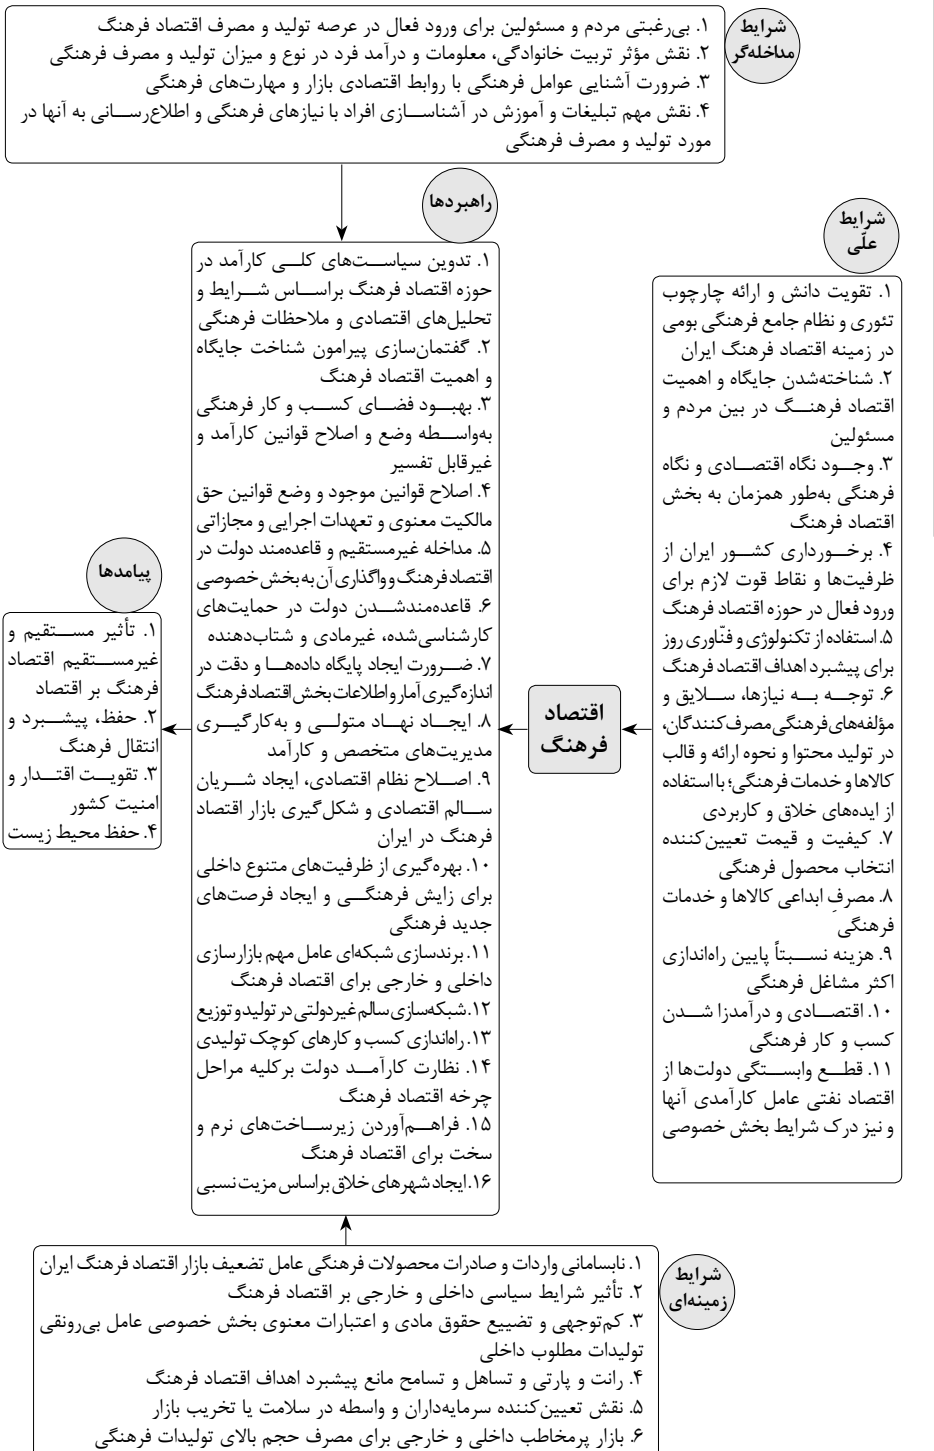 شرایط
مداخله‌گر
۱. بی‌رغبتی مردم و مسئولین برای ورود فعال در عرصه تولید و مصرف اقتصاد فرهنگ
۲. نقش مؤثر تربیت خانوادگی، معلومات و درآمد فرد در نوع و میزان تولید و مصرف فرهنگی
۳. ضرورت آشنایی عوامل فرهنگی با روابط اقتصادی بازار و مهارت‌های فرهنگی
۴. نقش مهم تبلیغات و آموزش در آشناسازی افراد با نیازهای فرهنگی و اطلاع‌رسانی به آنها در
مورد تولید و مصرف فرهنگی
شرایط
علّی
۱. تقویت دانش و ارائه چارچوب
تئوری و نظام جامع فرهنگی بومی
در زمینه اقتصاد فرهنگ ایران
۲. شناخته‌شدن جایگاه و اهمیت
اقتصاد فرهنگ در بین مردم و
مسئولین
۳. وجود نگاه اقتصادی و نگاه
فرهنگی به‌طور همزمان به بخش
اقتصاد فرهنگ
۴. برخورداری کشور ایران از
ظرفیت‌ها و نقاط قوت لازم برای
ورود فعال در حوزه اقتصاد فرهنگ
۵. استفاده از تکنولوژی و فنّاوری روز
برای پیشبرد اهداف اقتصاد فرهنگ
۶. توجه به نیازها، سلایق و
مؤلفه‌های فرهنگی مصرف‌کنندگان،
در تولید محتوا و نحوه ارائه و قالب
کالاها و خدمات فرهنگی؛ با استفاده
از ایده‌های خلاق و کاربردی
۷. کیفیت و قیمت تعیین‌کننده
انتخاب محصول فرهنگی
۸. مصرفِ ابداعی کالاها و خدمات
فرهنگی
۹. هزینه نسبتاً پایین راه‌اندازی
اکثر مشاغل فرهنگی
۱۰. اقتصادی و درآمدزا شدن
کسب و کار فرهنگی
۱۱. قطع وابستگی دولت‌ها از
اقتصاد نفتی عامل کارآمدی آنها
و نیز درک شرایط بخش خصوصی
اقتصاد
فرهنگ
راهبردها
۱. تدوین سیاست‌های کلی کارآمد در
حوزه اقتصاد فرهنگ براساس شرایط و
تحلیل‌های اقتصادی و ملاحظات فرهنگی
۲. گفتمان‌سازی پیرامون شناخت جایگاه
و اهمیت اقتصاد فرهنگ
۳. بهبود فضای کسب و کار فرهنگی
به‌واسطه وضع و اصلاح قوانین کارآمد و
غیرقابل تفسیر
۴. اصلاح قوانین موجود و وضع قوانین حق
مالکیت معنوی و تعهدات اجرایی و مجازاتی
۵. مداخله غیرمستقیم و قاعده‌مند دولت در
اقتصاد فرهنگ و واگذاری آن به بخش خصوصی
۶. قاعده‌مندشدن دولت در حمایت‌های
کارشناسی‌شده، غیرمادی و شتاب‌دهنده
۷. ضرورت ایجاد پایگاه داده‌ها و دقت در
اندازه‌گیری آمار و اطلاعات بخش اقتصاد فرهنگ
۸. ایجاد نهاد متولی و به‌کارگیری
مدیریت‌های متخصص و کارآمد
۹. اصلاح نظام اقتصادی، ایجاد شریان
سالم اقتصادی و شکل‌گیری بازار اقتصاد
فرهنگ در ایران
۱۰. بهره‌گیری از ظرفیت‌های متنوع داخلی
برای زایش فرهنگی و ایجاد فرصت‌های
جدید فرهنگی
۱۱. برندسازی شبکه‌ای عامل مهم بازارسازی
داخلی و خارجی برای اقتصاد فرهنگ
۱۲. شبکه‌سازی سالم غیردولتی در تولید و توزیع
۱۳. راه‌اندازی کسب و کارهای کوچک تولیدی
۱۴. نظارت کارآمد دولت برکلیه مراحل
چرخه اقتصاد فرهنگ
۱۵. فراهم‌آوردن زیرساخت‌های نرم و
سخت برای اقتصاد فرهنگ
۱۶. ایجاد شهرهای خلاق براساس مزیت نسبی
پیامدها
۱. تأثیر مستقیم و
غیرمستقیم اقتصاد
فرهنگ بر اقتصاد
۲. حفظ، پیشبرد و
انتقال فرهنگ
۳. تقویت اقتدار و
امنیت کشور
۴. حفظ محیط زیست
شرایط
زمینه‌ای
۱. نابسامانی واردات و صادرات محصولات فرهنگی عامل تضعیف بازار اقتصاد فرهنگ ایران
۲. تأثیر شرایط سیاسی داخلی و خارجی بر اقتصاد فرهنگ
۳. کم‌توجهی و تضییع حقوق مادی و اعتبارات معنوی بخش خصوصی عامل بی‌رونقی
تولیدات مطلوب داخلی
۴. رانت و پارتی و تساهل و تسامح مانع پیشبرد اهداف اقتصاد فرهنگ
۵. نقش تعیین‌کننده سرمایه‌داران و واسطه در سلامت یا تخریب بازار
۶. بازار پرمخاطب داخلی و خارجی برای مصرف حجم بالای تولیدات فرهنگی